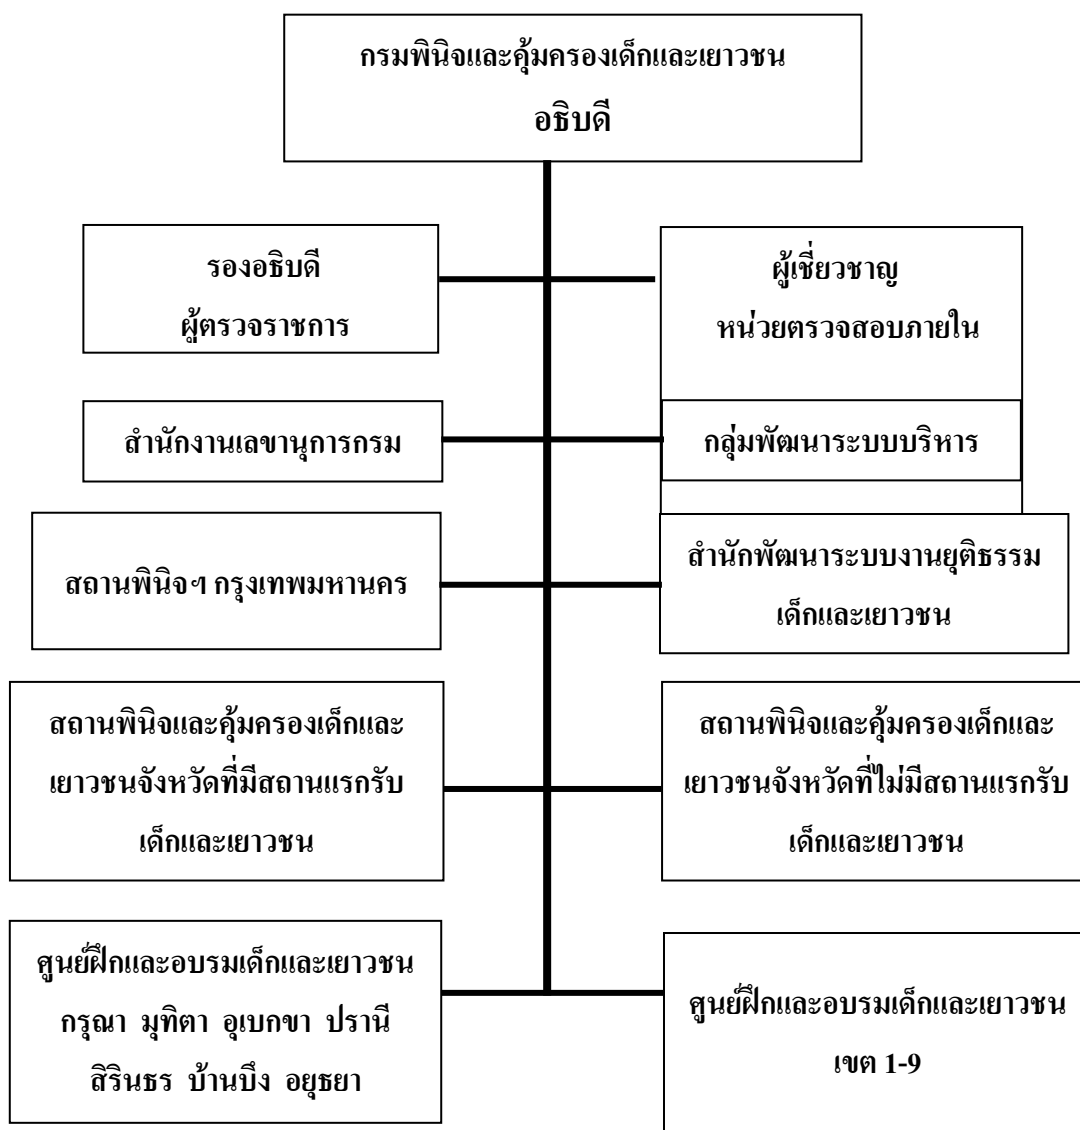 กรมพินิจและคุ้มครองเด็กและเยาวชน
อธิบดี
รองอธิบดี
ผู้ตรวจราชการ
ผู้เชี่ยวชาญ
หน่วยตรวจสอบภายใน
สำนักงานเลขานุการกรม
กลุ่มพัฒนาระบบบริหาร
สถานพินิจฯ กรุงเทพมหานคร
สำนักพัฒนาระบบงานยุติธรรม
เด็กและเยาวชน
สถานพินิจและคุ้มครองเด็กและ
เยาวชนจังหวัดที่มีสถานแรกรับ
เด็กและเยาวชน
สถานพินิจและคุ้มครองเด็กและ
เยาวชนจังหวัดที่ไม่มีสถานแรกรับ
เด็กและเยาวชน
ศูนย์ฝึกและอบรมเด็กและเยาวชน
กรุณา มุทิตา อุเบกขา ปรานี
สิรินธร บ้านบึง อยุธยา
ศูนย์ฝึกและอบรมเด็กและเยาวชน
เขต 1-9